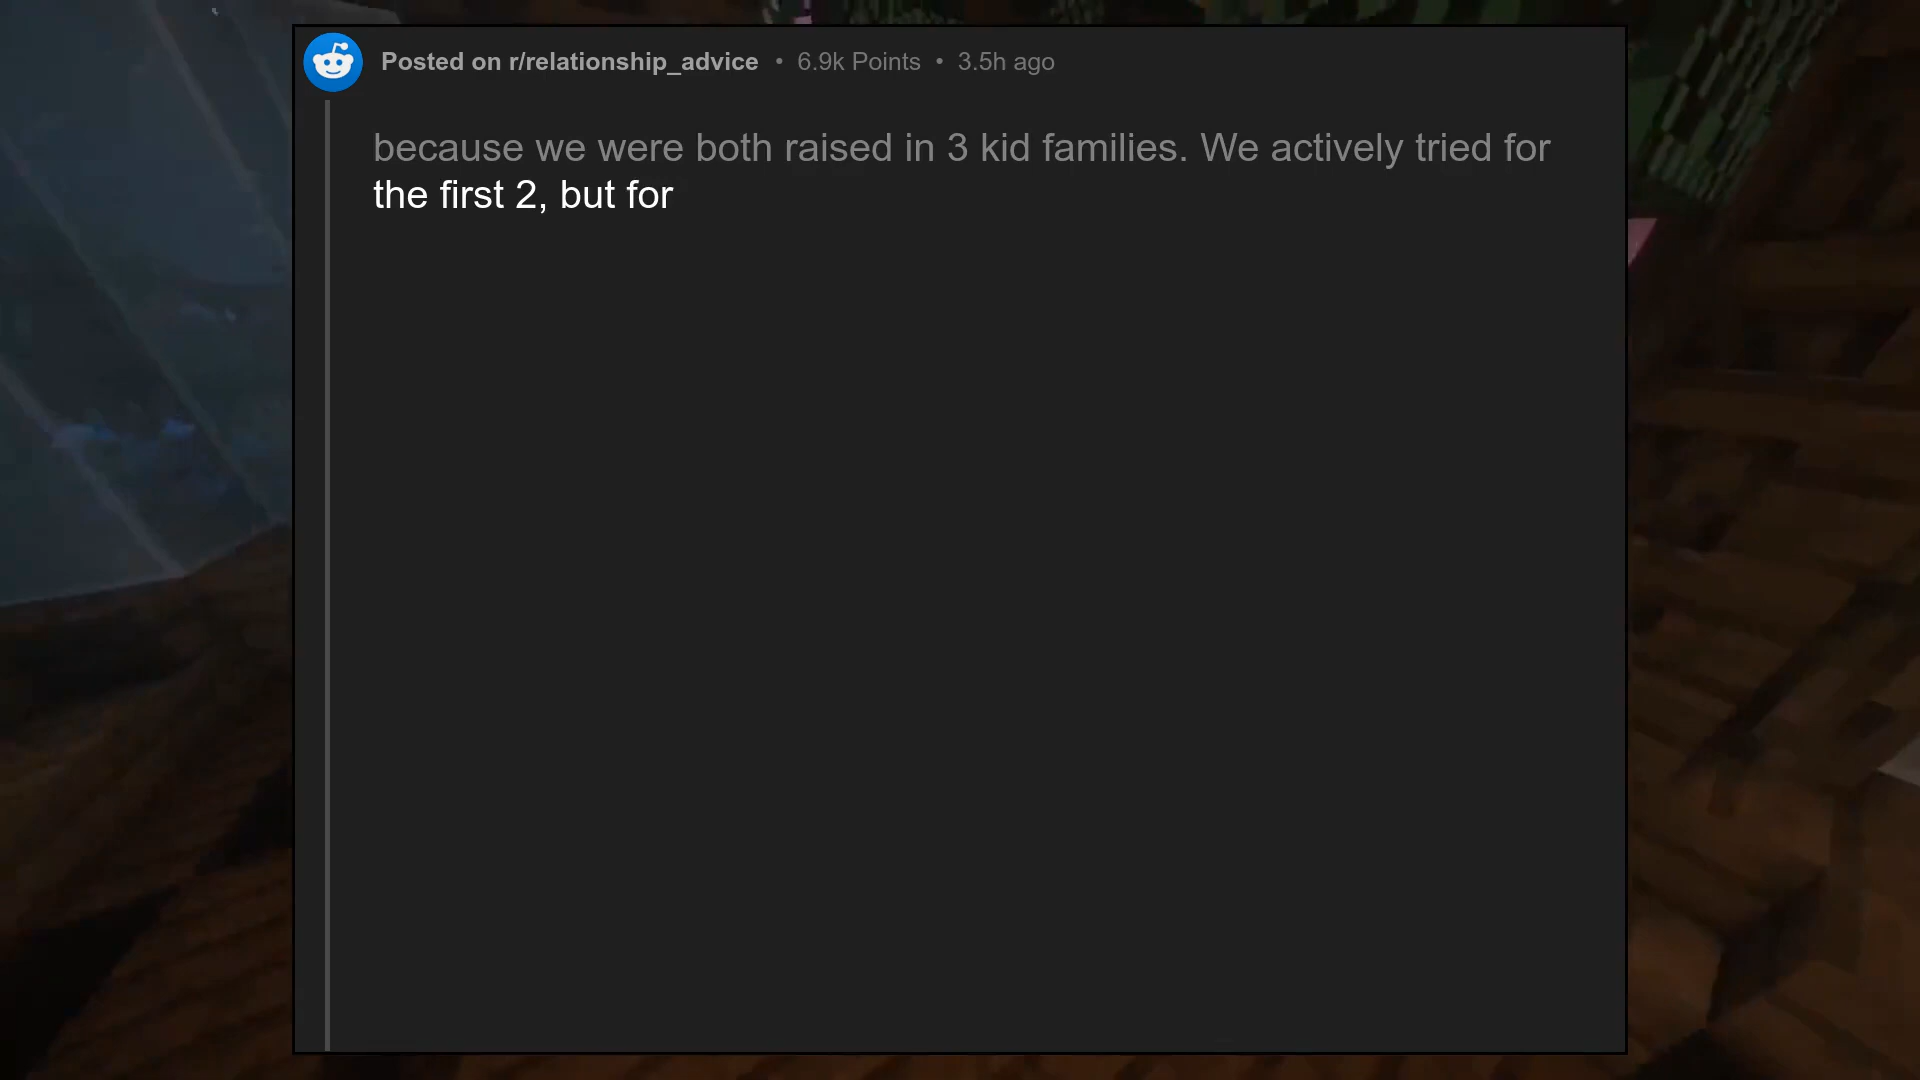 Posted on r/relationship_advice • 6.9k Points • 3.5h ago
because we were both raised in 3 kid families. We actively tried for
the first 2, but for